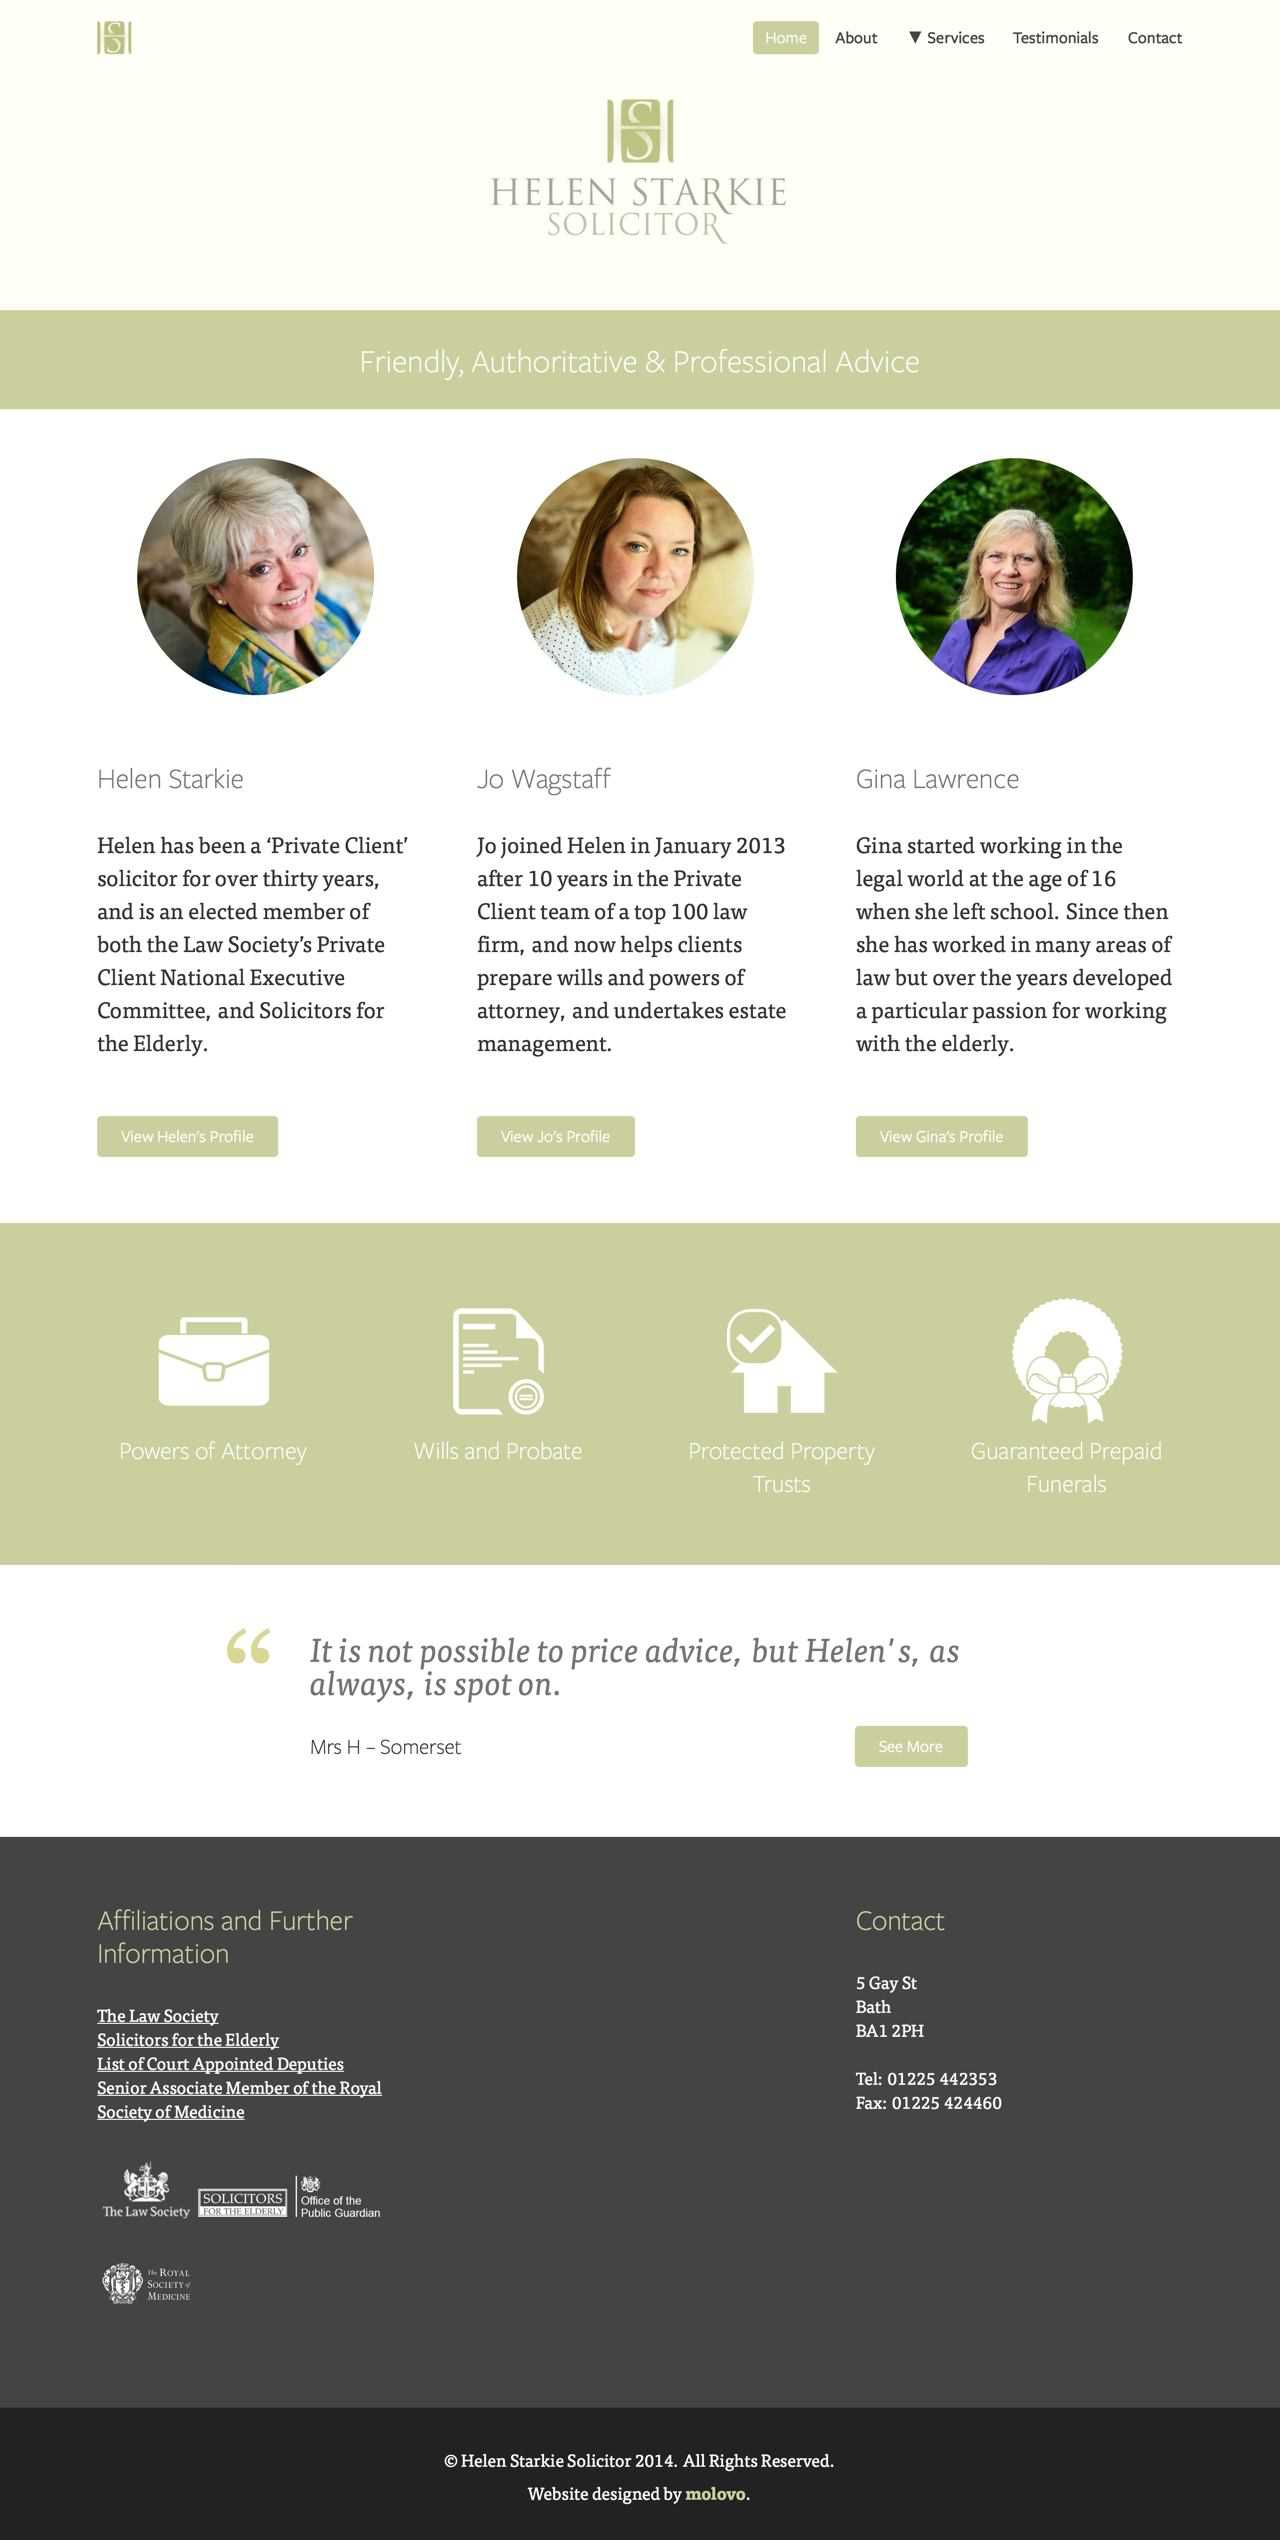 Home
About
▼ Services
Testimonials
Contact
HS
HELEN STARKIE
SOLICITOR
Friendly, Authoritative & Professional Advice
Helen Starkie
Helen has been a ‘Private Client’
solicitor for over thirty years,
and is an elected member of
both the Law Society’s Private
Client National Executive
Committee, and Solicitors for
the Elderly.
View Helen's Profile
Jo Wagstaff
Jo joined Helen in January 2013
after 10 years in the Private
Client team of a top 100 law
firm, and now helps clients
prepare wills and powers of
attorney, and undertakes estate
management.
View Jo's Profile
Gina Lawrence
Gina started working in the
legal world at the age of 16
when she left school. Since then
she has worked in many areas of
law but over the years developed
a particular passion for working
with the elderly.
View Gina's Profile
Powers of Attorney
Wills and Probate
Protected Property
Trusts
Guaranteed Prepaid
Funerals
“
It is not possible to price advice, but Helen's, as
always, is spot on.
Mrs H – Somerset
See More
Affiliations and Further
Information
The Law Society
Solicitors for the Elderly
List of Court Appointed Deputies
Senior Associate Member of the Royal
Society of Medicine
The Law Society
SOLICITORS
FOR THE ELDERLY
Office of the
Public Guardian
The ROYAL
SOCIETY of
MEDICINE
Contact
5 Gay St
Bath
BA1 2PH
Tel: 01225 442353
Fax: 01225 424460
© Helen Starkie Solicitor 2014. All Rights Reserved.
Website designed by molovo.